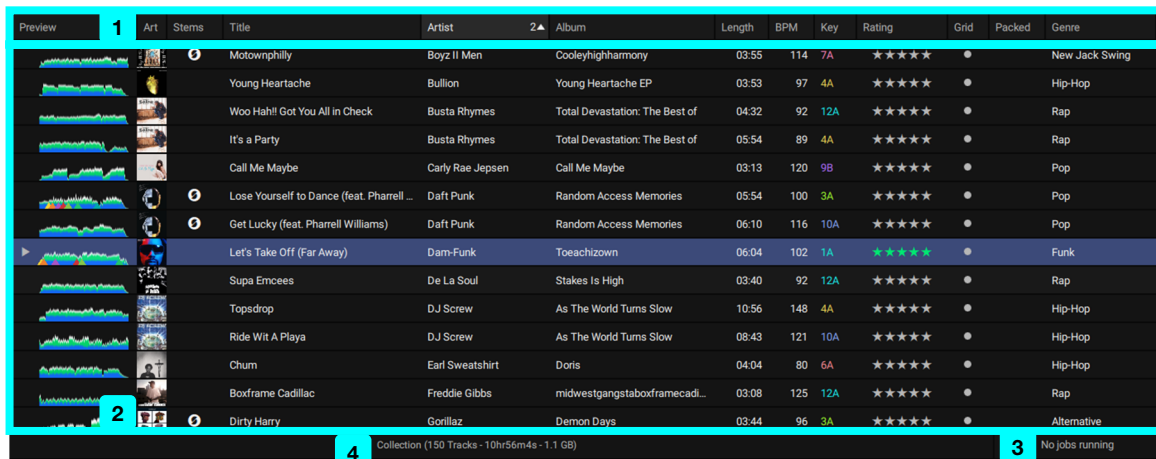 Preview 1 Art Stems Title Artist 2▲ Album Length BPM Key Rating Grid Packed Genre
Motownphilly Boyz II Men Cooleyhighharmony 03:55 114 7A ★★★★★ New Jack Swing
Young Heartache Bullion Young Heartache EP 03:53 97 4A ★★★★★ Hip-Hop
Woo Hah!! Got You All in Check Busta Rhymes Total Devastation: The Best of 04:32 92 12A ★★★★★ Rap
It's a Party Busta Rhymes Total Devastation: The Best of 05:54 89 4A ★★★★★ Rap
Call Me Maybe Carly Rae Jepsen Call Me Maybe 03:13 120 9B ★★★★★ Pop
Lose Yourself to Dance (feat. Pharrell ... Daft Punk Random Access Memories 05:54 100 3A ★★★★★ Pop
Get Lucky (feat. Pharrell Williams) Daft Punk Random Access Memories 06:10 116 10A ★★★★★ Pop
Let's Take Off (Far Away) Dam-Funk Toeachizown 06:04 102 1A ★★★★★ Funk
Supa Emcees De La Soul Stakes Is High 03:40 92 12A ★★★★★ Rap
Topsdrop DJ Screw As The World Turns Slow 10:56 148 4A ★★★★★ Hip-Hop
Ride Wit A Playa DJ Screw As The World Turns Slow 08:43 121 10A ★★★★★ Hip-Hop
Chum Earl Sweatshirt Doris 04:04 80 6A ★★★★★ Hip-Hop
Boxframe Cadillac Freddie Gibbs midwestgangstaboxframecadi... 03:08 125 12A ★★★★★ Rap
2 Dirty Harry Gorillaz Demon Days 03:44 96 3A ★★★★★ Alternative
4 Collection (150 Tracks - 10hr56m4s - 1.1 GB) 3 No jobs running